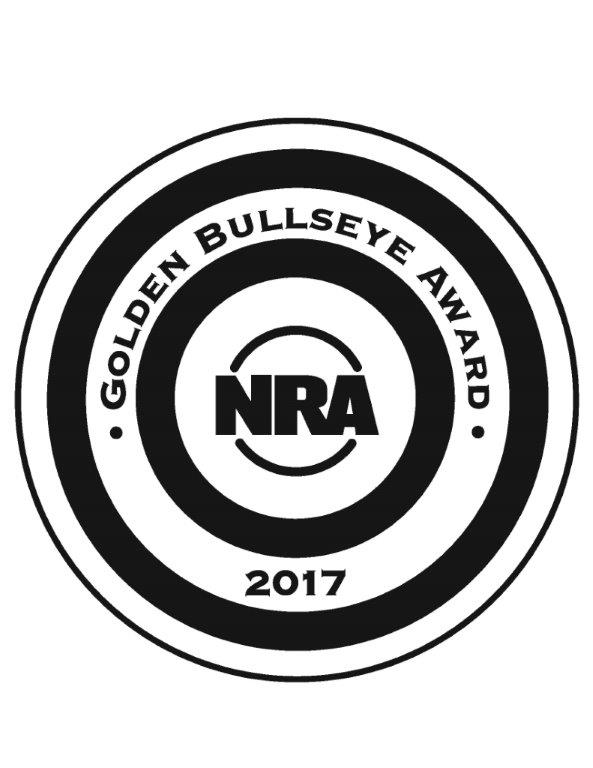 • GOLDEN BULLSEYE AWARD •
NRA
2017